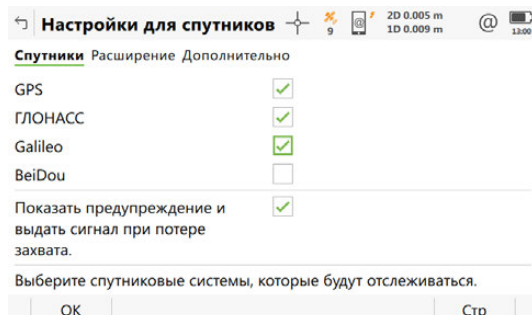 Настройки для спутников
9
@
2D 0.005 m
1D 0.009 m
@
13:00
Спутники Расширение Дополнительно
GPS
ГЛОНАСС
Galileo
BeiDou
Показать предупреждение и
выдать сигнал при потере
захвата.
Выберите спутниковые системы, которые будут отслеживаться.
OK
Стр